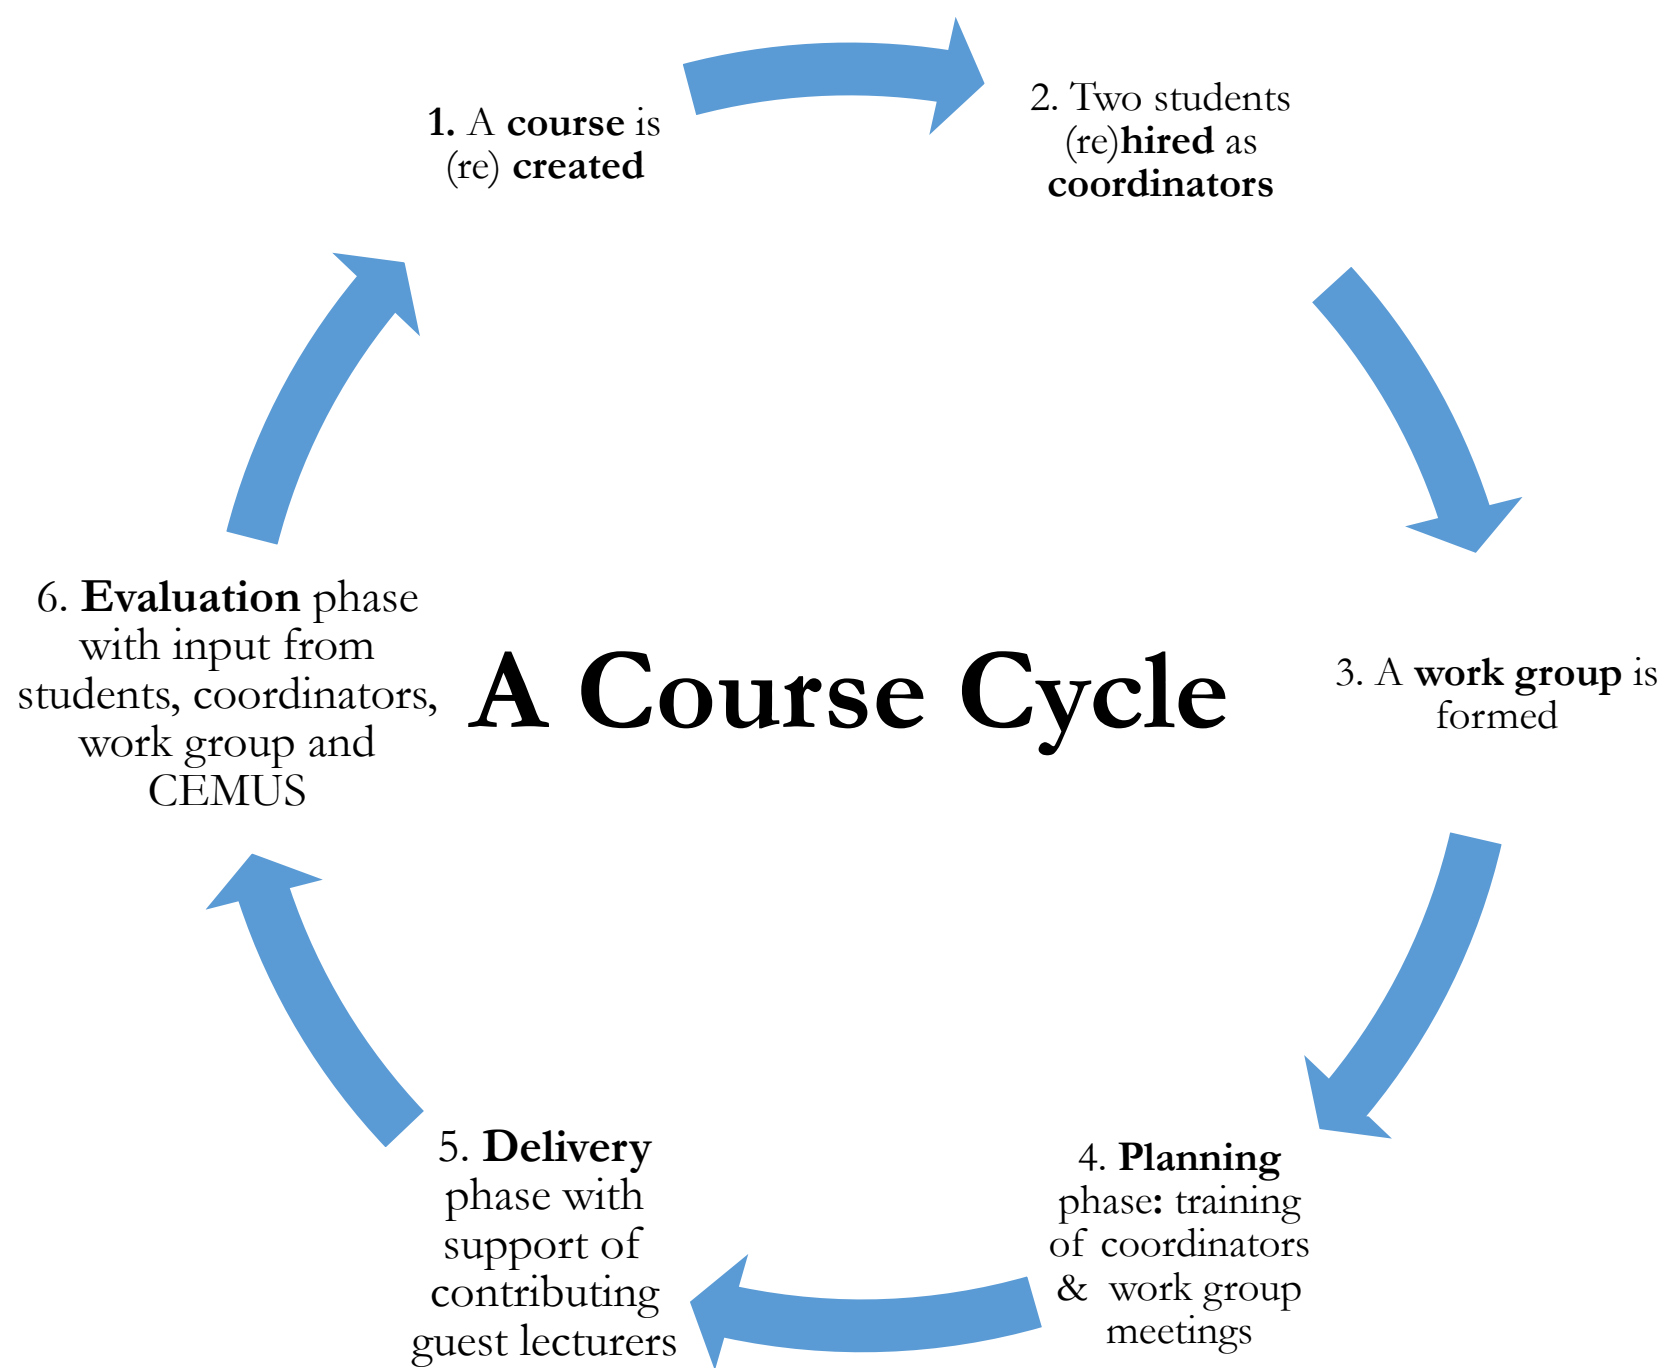 1. A course is
(re) created
2. Two students
(re)hired as
coordinators
3. A work group is
formed
4. Planning
phase: training
of coordinators
& work group
meetings
5. Delivery
phase with
support of
contributing
guest lecturers
6. Evaluation phase
with input from
students, coordinators,
work group and
CEMUS
A Course Cycle